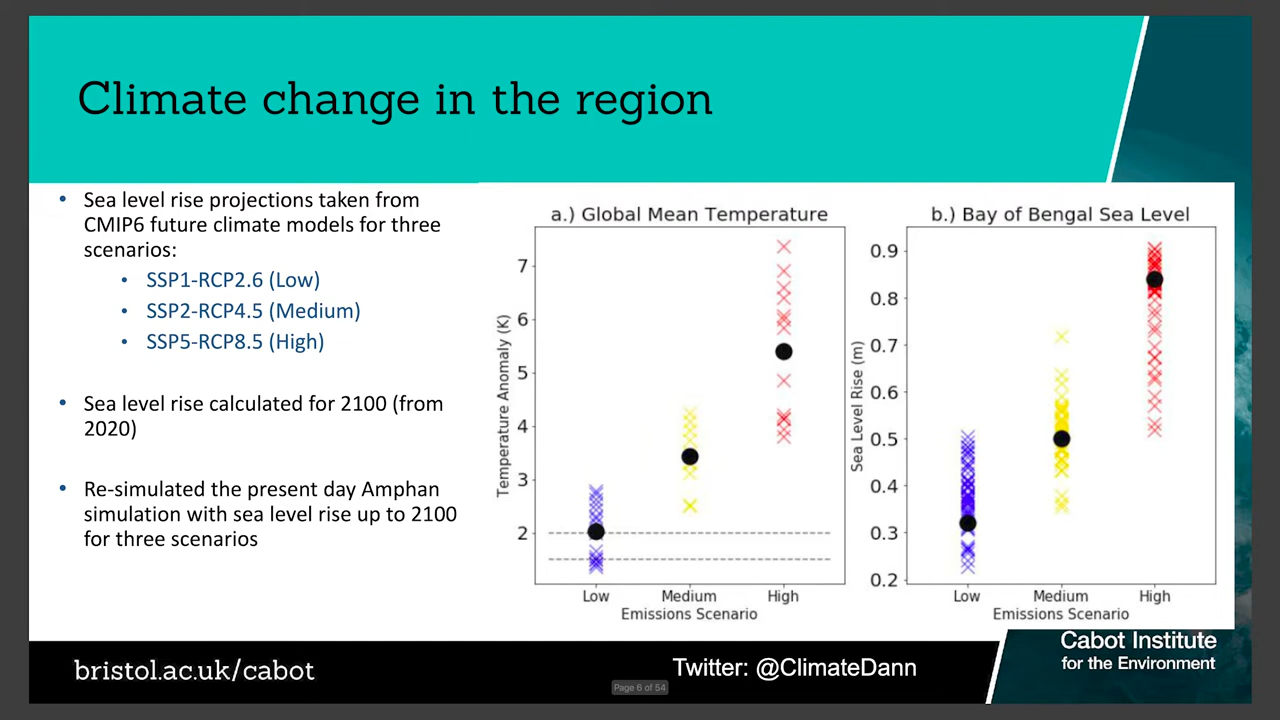 Climate change in the region
• Sea level rise projections taken from
CMIP6 future climate models for three
scenarios:
• SSP1-RCP2.6 (Low)
• SSP2-RCP4.5 (Medium)
• SSP5-RCP8.5 (High)
• Sea level rise calculated for 2100 (from
2020)
• Re-simulated the present day Amphan
simulation with sea level rise up to 2100
for three scenarios
a.) Global Mean Temperature
Temperature Anomaly (K)
7
6
5
4
3
2
Low Medium High
Emissions Scenario
b.) Bay of Bengal Sea Level
Sea Level Rise (m)
0.9
0.8
0.7
0.6
0.5
0.4
0.3
0.2
Low Medium High
Emissions Scenario
bristol.ac.uk/cabot
Twitter: @ClimateDann
Page 6 of 54
Cabot Institute
for the Environment